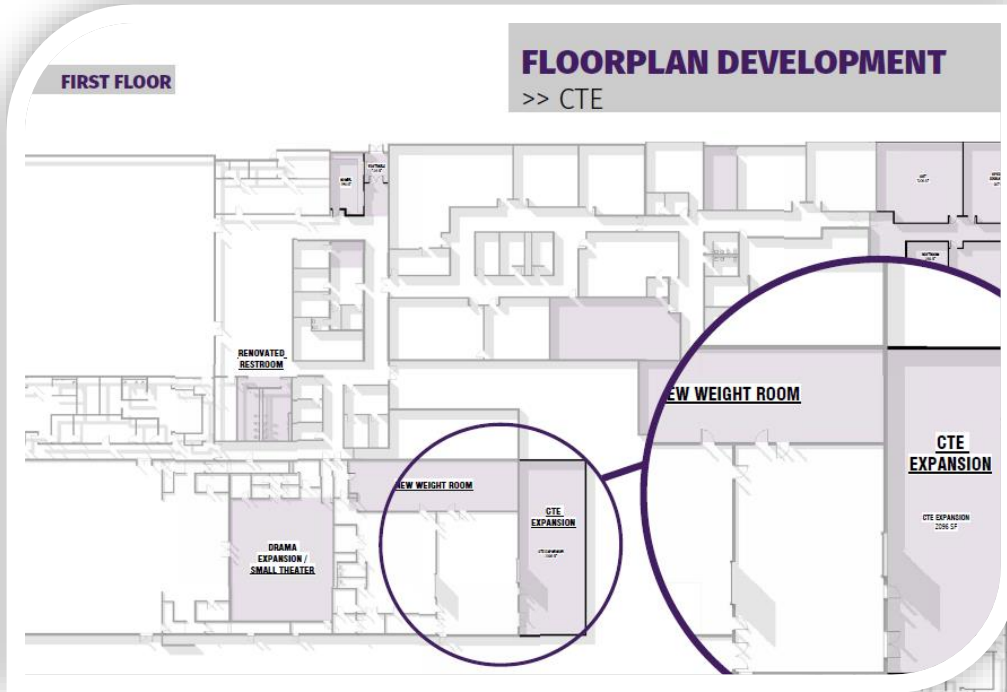 FLOORPLAN DEVELOPMENT
>> CTE
FIRST FLOOR
RENOVATED
RESTROOM
NEW WEIGHT ROOM
CTE
EXPANSION
DRAMA
EXPANSION /
SMALL THEATER
EW WEIGHT ROOM
CTE
EXPANSION
CTE EXPANSION
2096 SF